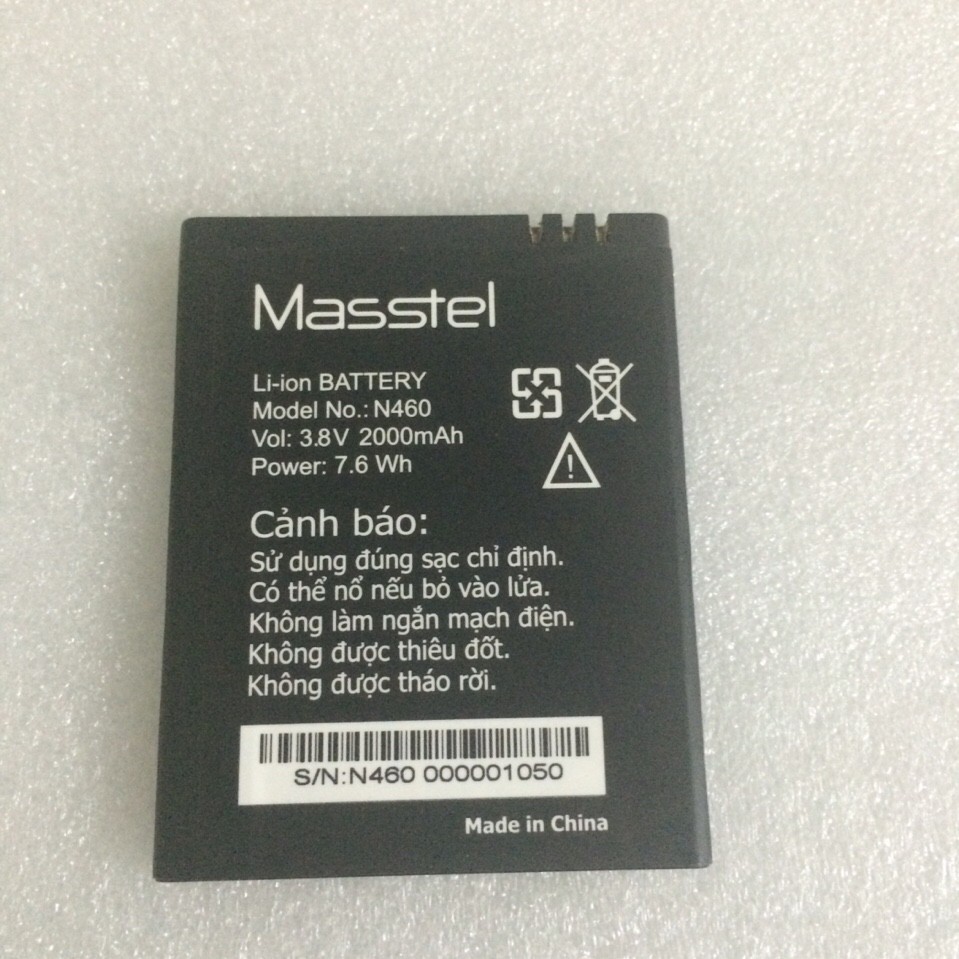 Masstel
Li-ion BATTERY
Model No.: N460
Vol: 3.8V 2000mAh
Power: 7.6 Wh
Cảnh báo:
Sử dụng đúng sạc chỉ định.
Có thể nổ nếu bỏ vào lửa.
Không làm ngắn mạch điện.
Không được thiêu đốt.
Không được tháo rời.
S/N:N460 000001050
Made in China